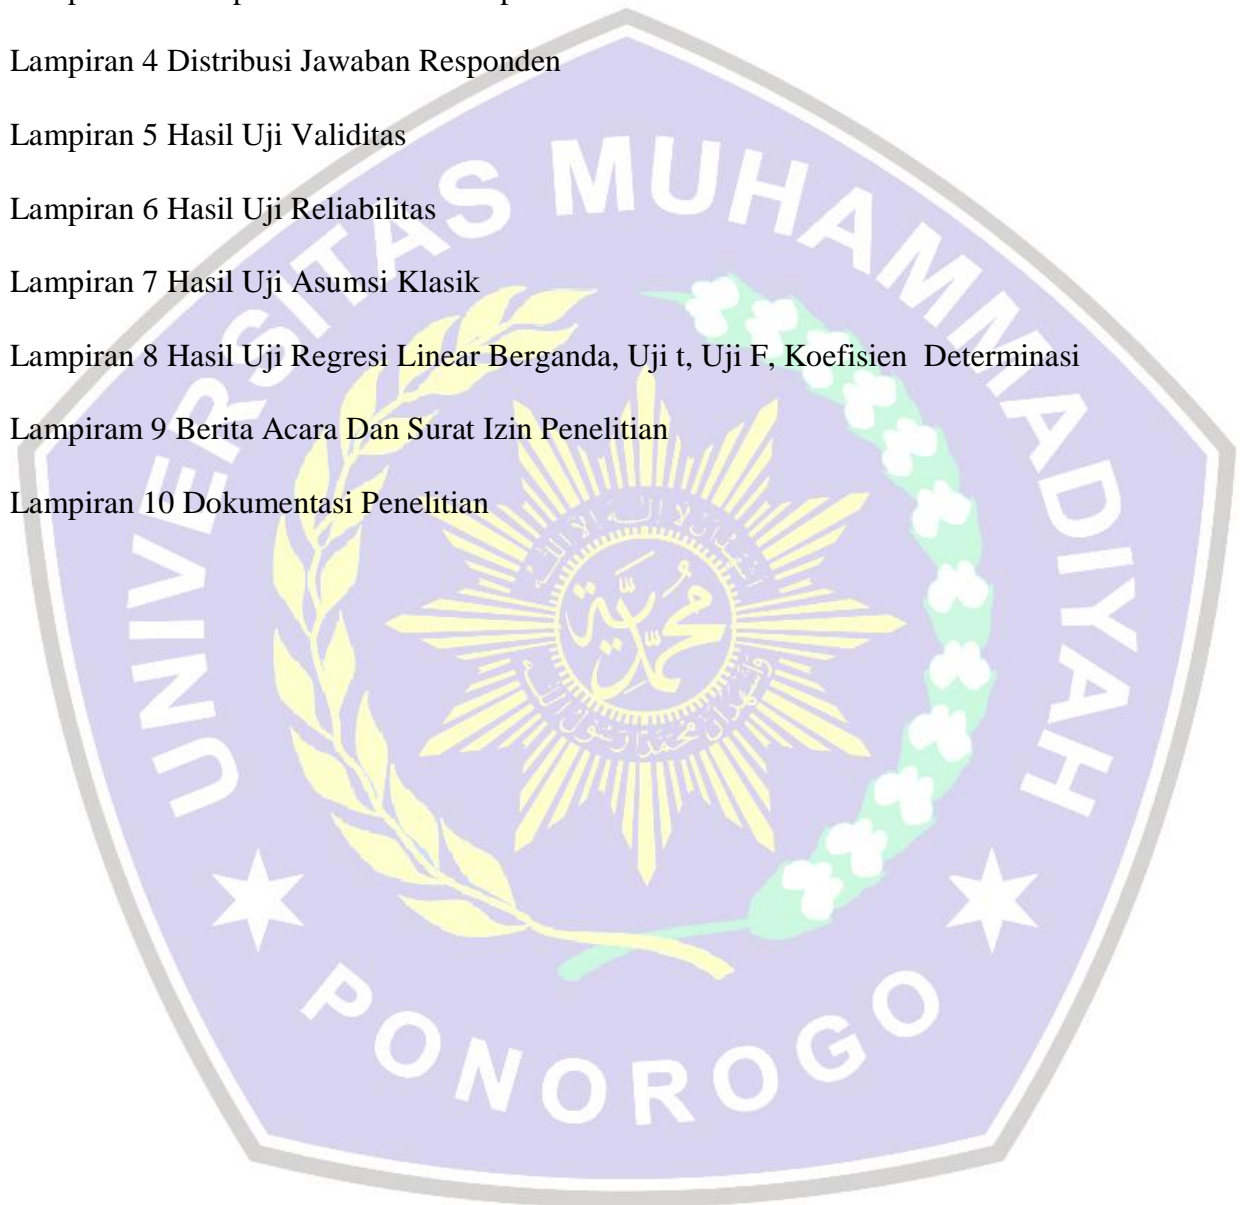 Lampiran 4 Distribusi Jawaban Responden
Lampiran 5 Hasil Uji Validitas
Lampiran 6 Hasil Uji Reliabilitas
Lampiran 7 Hasil Uji Asumsi Klasik
Lampiran 8 Hasil Uji Regresi Linear Berganda, Uji t, Uji F, Koefisien Determinasi
Lampiram 9 Berita Acara Dan Surat Izin Penelitian
Lampiran 10 Dokumentasi Penelitian
UNIVERSITAS MUHAMMADIYAH
PONOROGO
محمدية